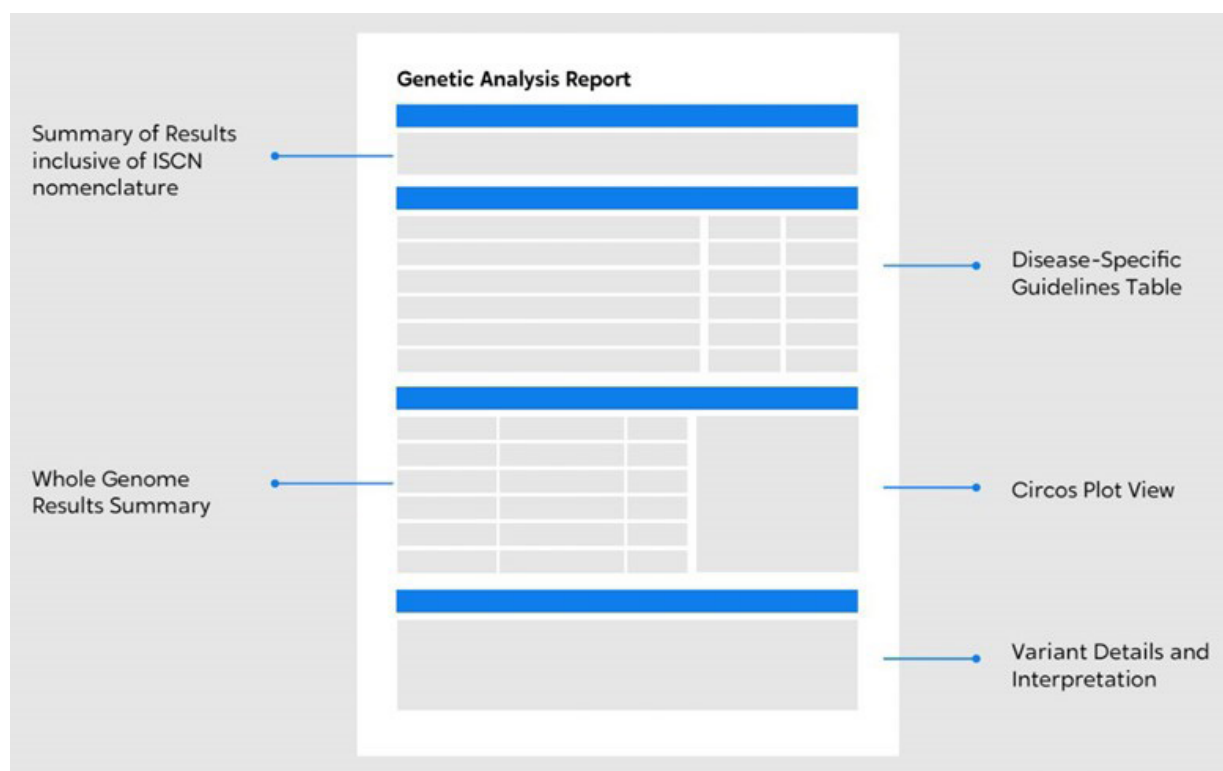 Genetic Analysis Report
Summary of Results
inclusive of ISCN
nomenclature
Disease-Specific
Guidelines Table
Whole Genome
Results Summary
Circos Plot View
Variant Details and
Interpretation